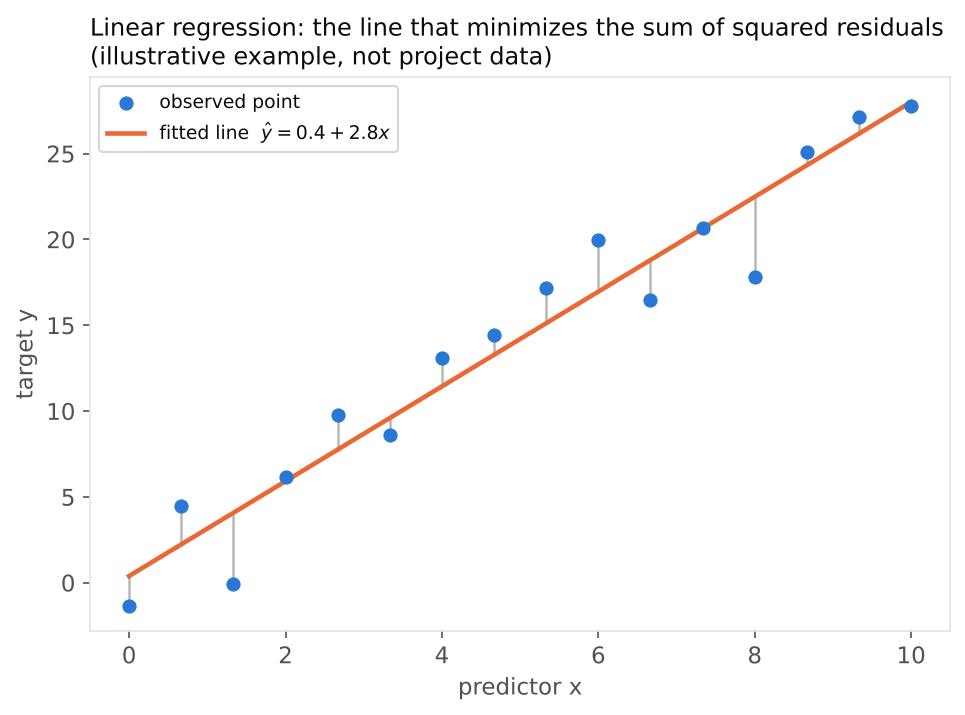 Linear regression: the line that minimizes the sum of squared residuals
(illustrative example, not project data)
observed point
fitted line ŷ = 0.4 + 2.8x
25
20
15
10
5
0
target y
0 2 4 6 8 10
predictor x